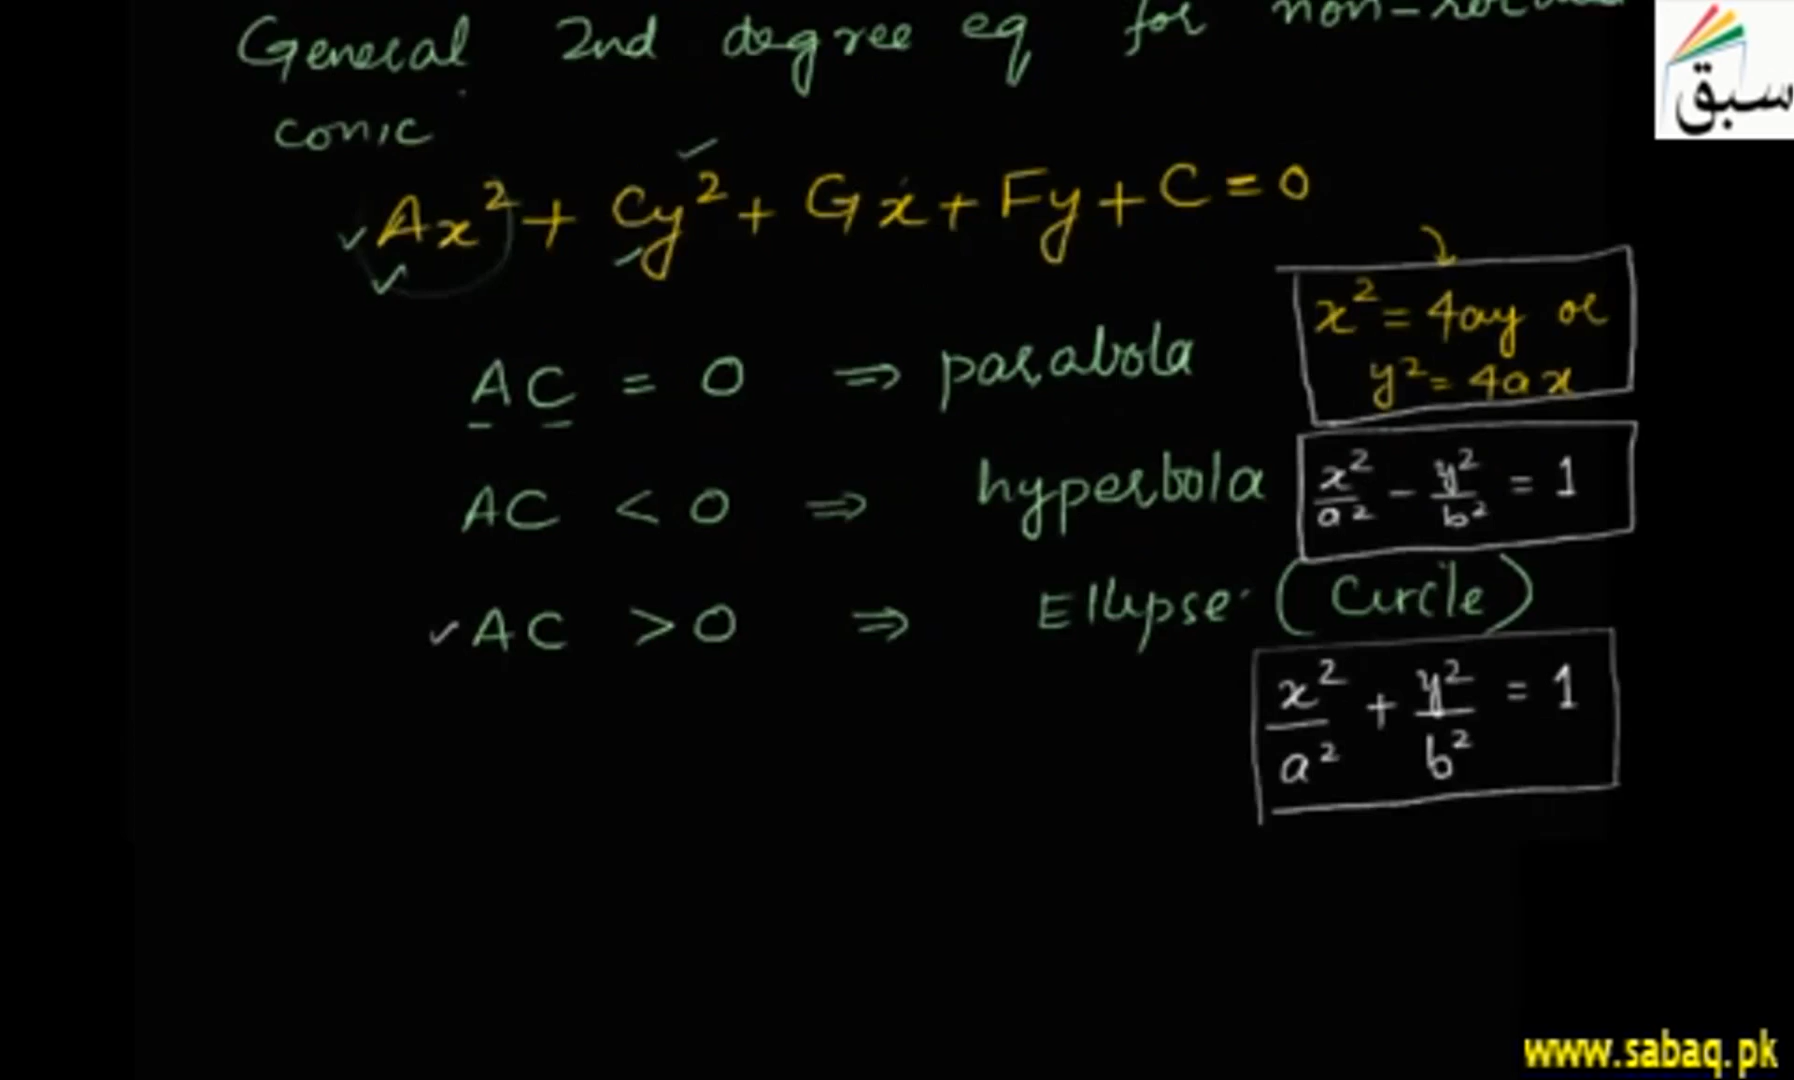 General 2nd degree eq for
conic
Ax² + Cy² + Gx + Fy + C = 0
x² = 4ay or
y² = 4ax
AC = 0 ⇒ parabola
AC < 0 ⇒ hyperbola
x²/a² - y²/b² = 1
AC > 0 ⇒ Ellipse (Circle)
x²/a² + y²/b² = 1
سبق
www.sabaq.pk